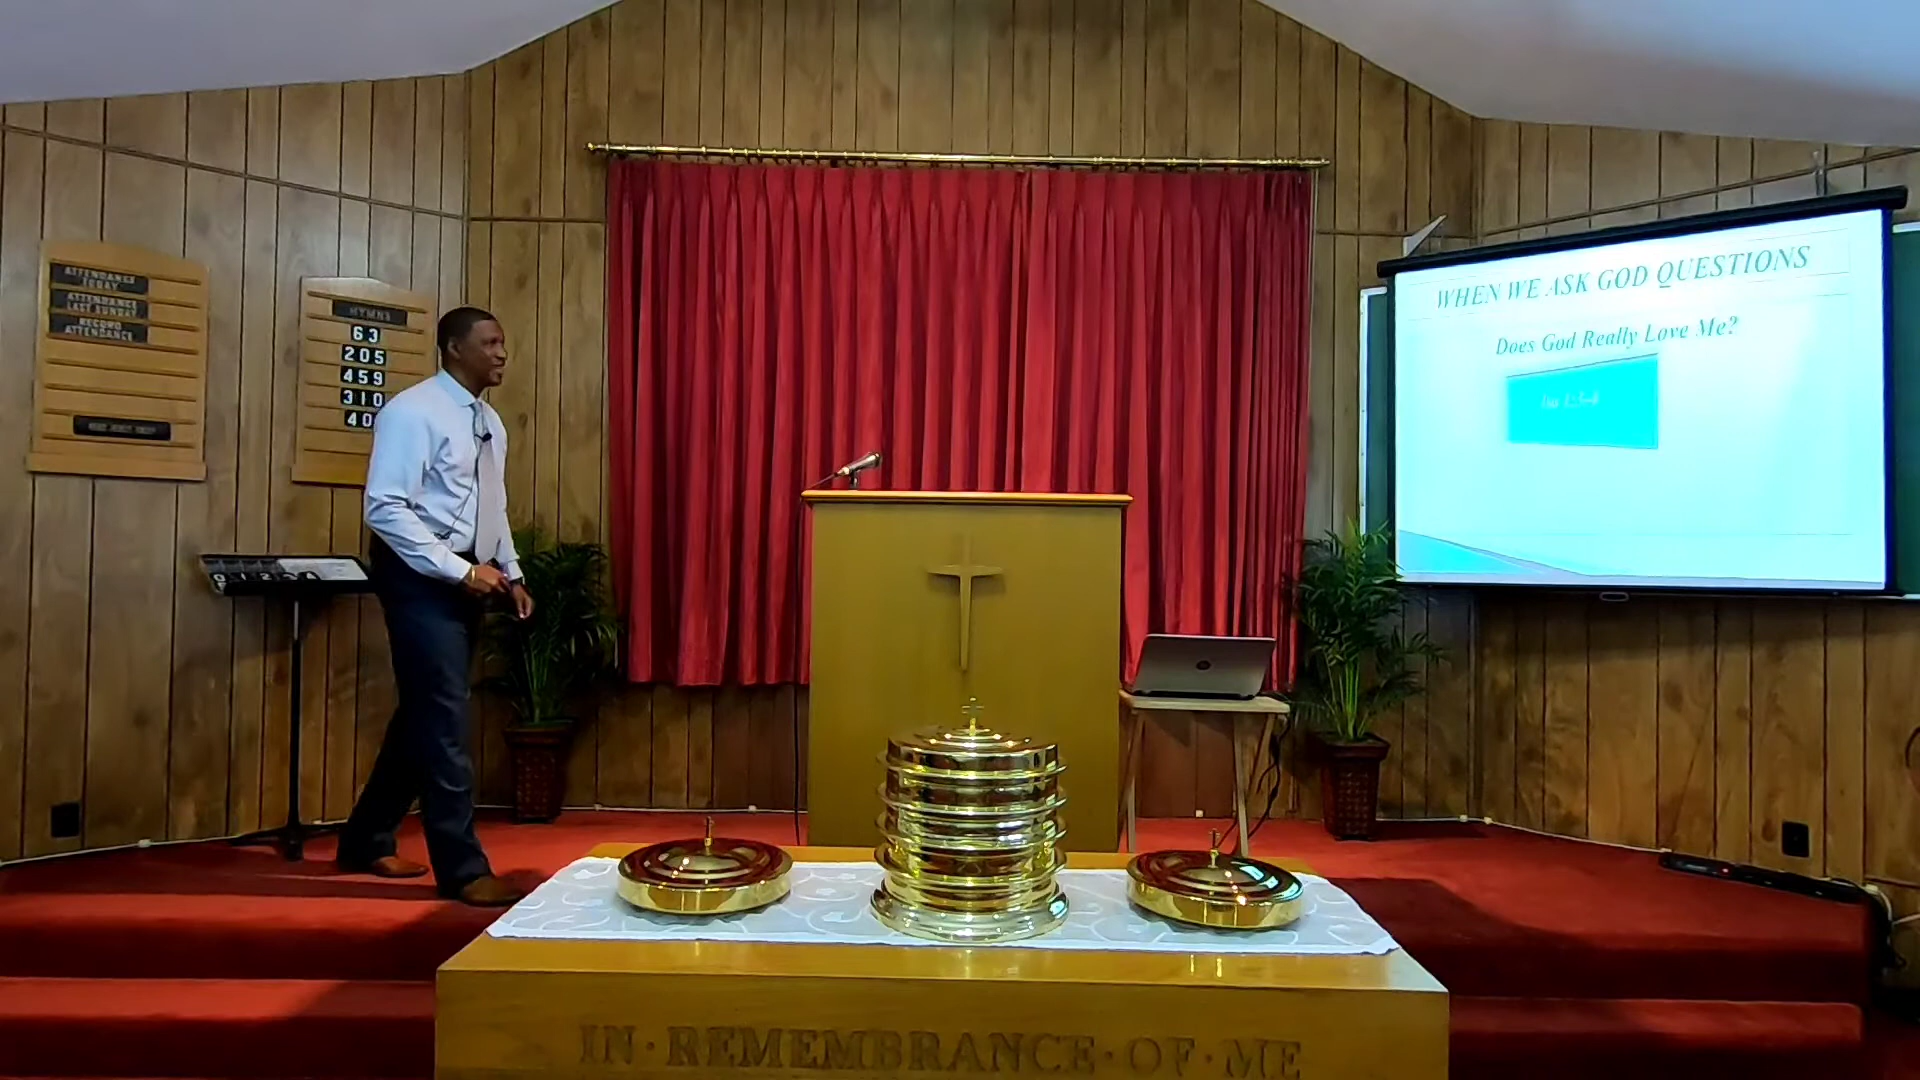 ATTENDANCE
TODAY
ATTENDANCE
LAST SUNDAY
RECORD
ATTENDANCE
HYMNS
63
205
459
310
40
WHEN WE ASK GOD QUESTIONS
Does God Really Love Me?
IN · REMEMBRANCE · OF · ME